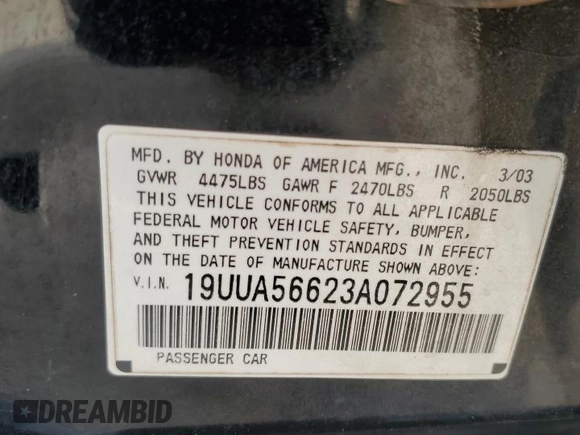 MFD. BY HONDA OF AMERICA MFG., INC. 3/03
GVWR 4475LBS GAWR F 2470LBS R 2050LBS
THIS VEHICLE CONFORMS TO ALL APPLICABLE
FEDERAL MOTOR VEHICLE SAFETY, BUMPER,
AND THEFT PREVENTION STANDARDS IN EFFECT
ON THE DATE OF MANUFACTURE SHOWN ABOVE:
V.I.N. 19UUA56623A072955
PASSENGER CAR
DREAMBID